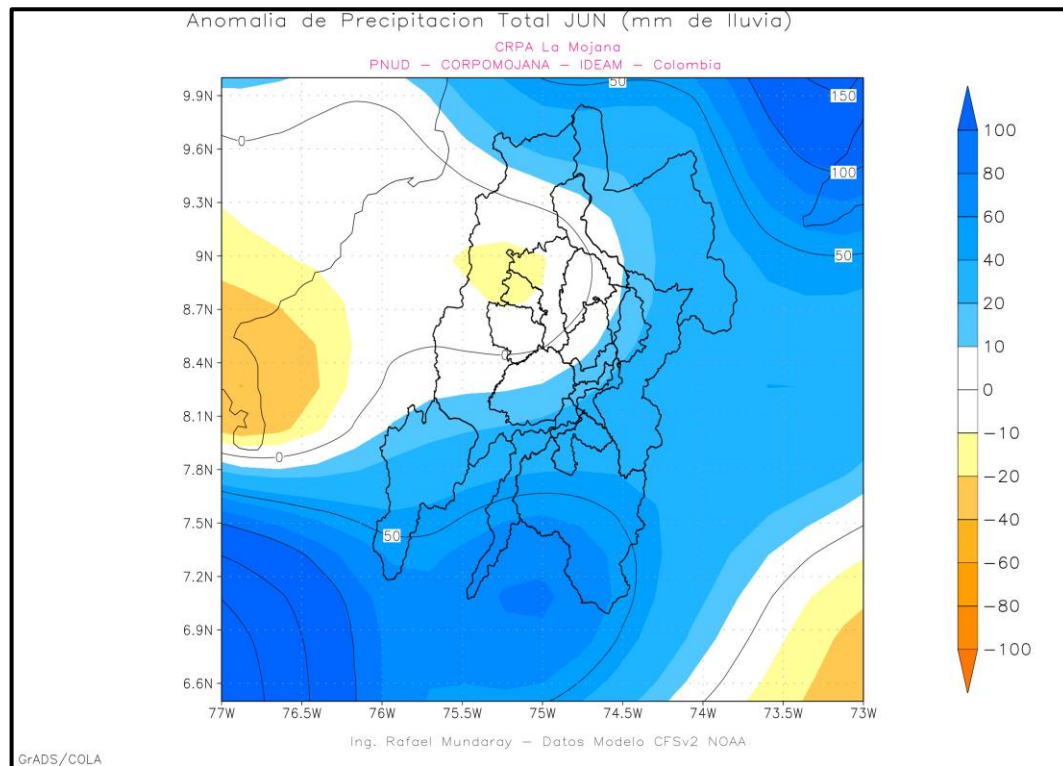 Anomalia de Precipitacion Total JUN (mm de lluvia)
CRPA La Mojana
PNUD – CORPOMOJANA – IDEAM – Colombia
9.9N
9.6N
9.3N
9N
8.7N
8.4N
8.1N
7.8N
7.5N
7.2N
6.9N
6.6N
50
150
100
50
0
0
0
50
77W
76.5W
76W
75.5W
75W
74.5W
74W
73.5W
73W
100
80
60
40
20
10
0
−10
−20
−40
−60
−80
−100
Ing. Rafael Mundaray – Datos Modelo CFSv2 NOAA
GrADS/COLA